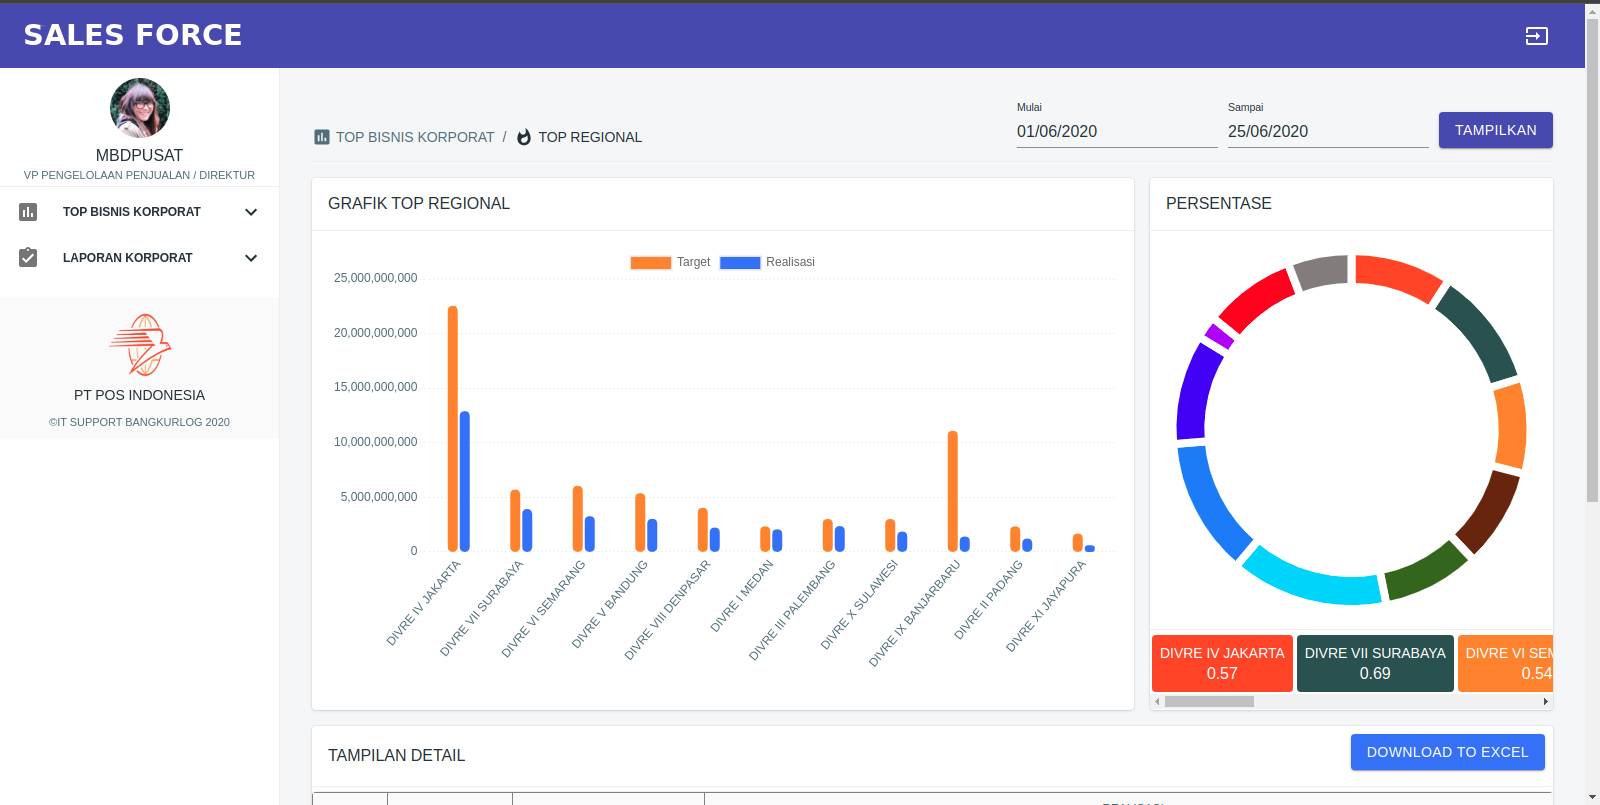 SALES FORCE
MBDPUSAT
VP PENGELOLAAN PENJUALAN / DIREKTUR
TOP BISNIS KORPORAT
LAPORAN KORPORAT
PT POS INDONESIA
©IT SUPPORT BANGKURLOG 2020
TOP BISNIS KORPORAT / TOP REGIONAL
Mulai
01/06/2020
Sampai
25/06/2020
TAMPILKAN
GRAFIK TOP REGIONAL
Target Realisasi
25,000,000,000
20,000,000,000
15,000,000,000
10,000,000,000
5,000,000,000
0
DIVRE IV JAKARTA
DIVRE VII SURABAYA
DIVRE VI SEMARANG
DIVRE V BANDUNG
DIVRE VIII DENPASAR
DIVRE I MEDAN
DIVRE III PALEMBANG
DIVRE X SULAWESI
DIVRE IX BANJARBARU
DIVRE II PADANG
DIVRE XI JAYAPURA
PERSENTASE
DIVRE IV JAKARTA
0.57
DIVRE VII SURABAYA
0.69
DIVRE VI SEM
0.54
TAMPILAN DETAIL
DOWNLOAD TO EXCEL